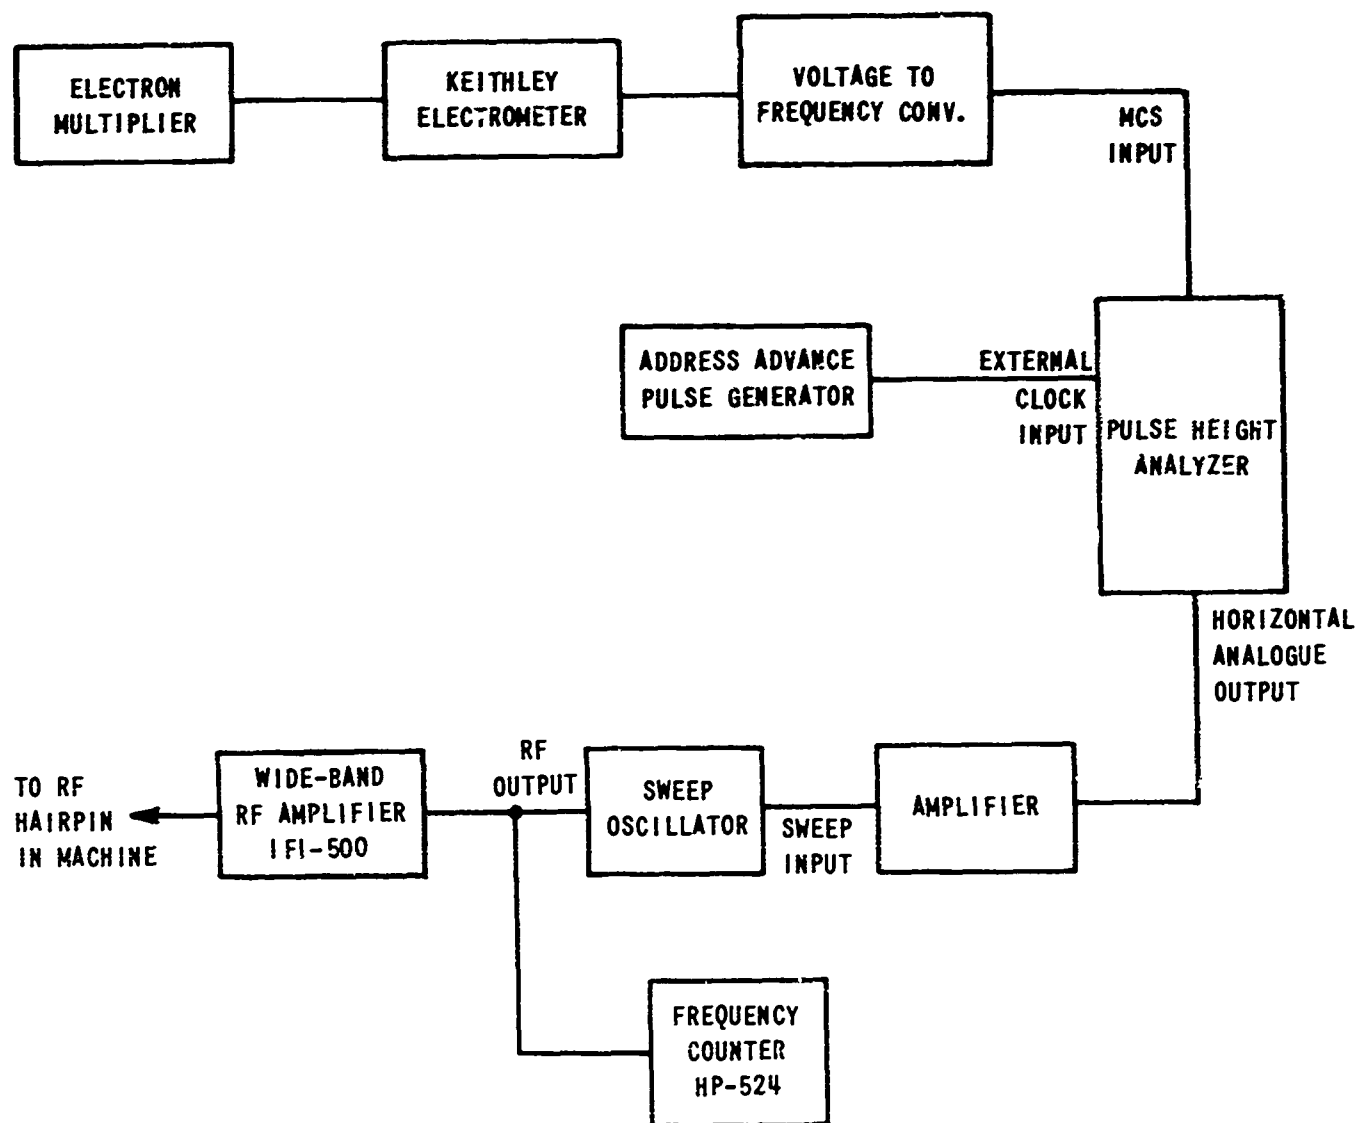 ELECTRON
MULTIPLIER
KEITHLEY
ELECTROMETER
VOLTAGE TO
FREQUENCY CONV.
MCS
INPUT
ADDRESS ADVANCE
PULSE GENERATOR
EXTERNAL
CLOCK
INPUT
PULSE HEIGHT
ANALYZER
HORIZONTAL
ANALOGUE
OUTPUT
TO RF
HAIRPIN
IN MACHINE
WIDE-BAND
RF AMPLIFIER
IFI-500
RF
OUTPUT
SWEEP
OSCILLATOR
SWEEP
INPUT
AMPLIFIER
FREQUENCY
COUNTER
HP-524